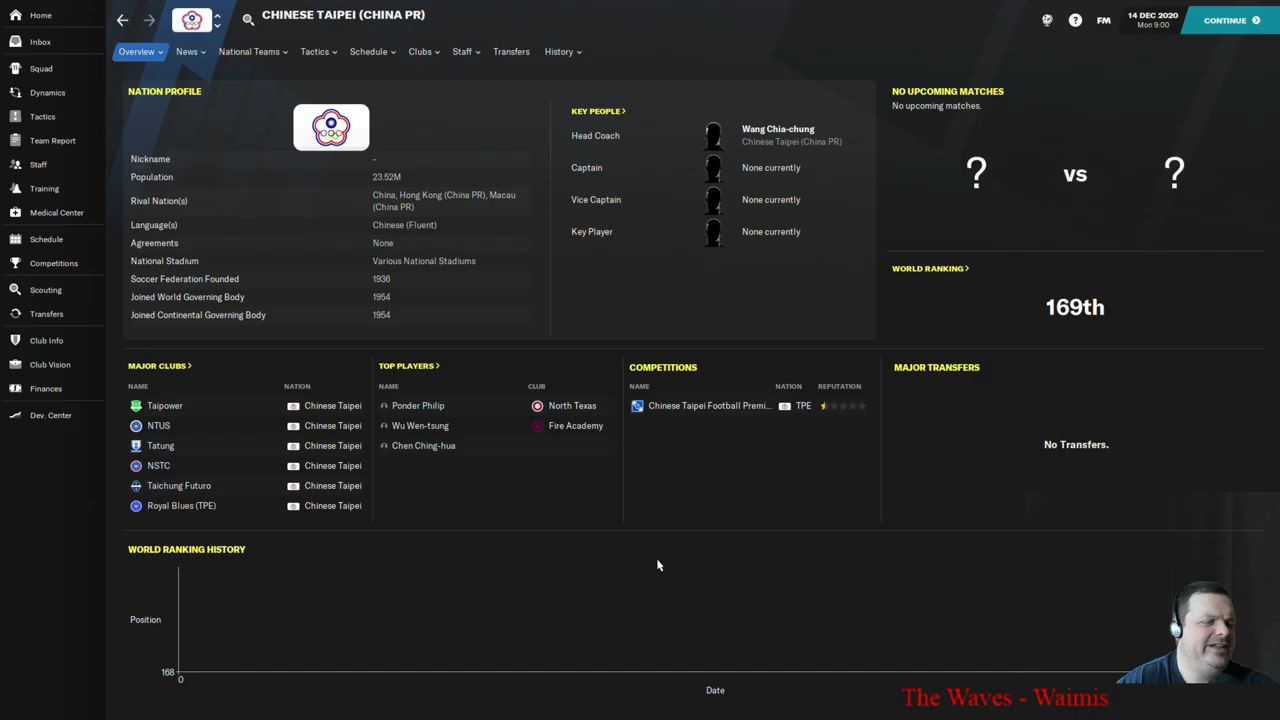 Home
Inbox
Squad
Dynamics
Tactics
Team Report
Staff
Training
Medical Center
Schedule
Competitions
Scouting
Transfers
Club Info
Club Vision
Finances
Dev. Center
CHINESE TAIPEI (CHINA PR)
FM
14 DEC 2020
Mon 9:00
CONTINUE
Overview
News
National Teams
Tactics
Schedule
Clubs
Staff
Transfers
History
NATION PROFILE
Nickname -
Population 23.52M
Rival Nation(s) China, Hong Kong (China PR), Macau
(China PR)
Language(s) Chinese (Fluent)
Agreements None
National Stadium Various National Stadiums
Soccer Federation Founded 1936
Joined World Governing Body 1954
Joined Continental Governing Body 1954
KEY PEOPLE >
Head Coach Wang Chia-chung
Chinese Taipei (China PR)
Captain None currently
Vice Captain None currently
Key Player None currently
NO UPCOMING MATCHES
No upcoming matches.
? VS ?
WORLD RANKING >
169th
MAJOR CLUBS >
NAME NATION
Taipower Chinese Taipei
NTUS Chinese Taipei
Tatung Chinese Taipei
NSTC Chinese Taipei
Taichung Futuro Chinese Taipei
Royal Blues (TPE) Chinese Taipei
TOP PLAYERS >
NAME CLUB
Ponder Philip North Texas
Wu Wen-tsung Fire Academy
Chen Ching-hua
COMPETITIONS
NAME NATION REPUTATION
Chinese Taipei Football Premi... TPE
MAJOR TRANSFERS
No Transfers.
WORLD RANKING HISTORY
Position
168
0
Date
The Waves - Waimis